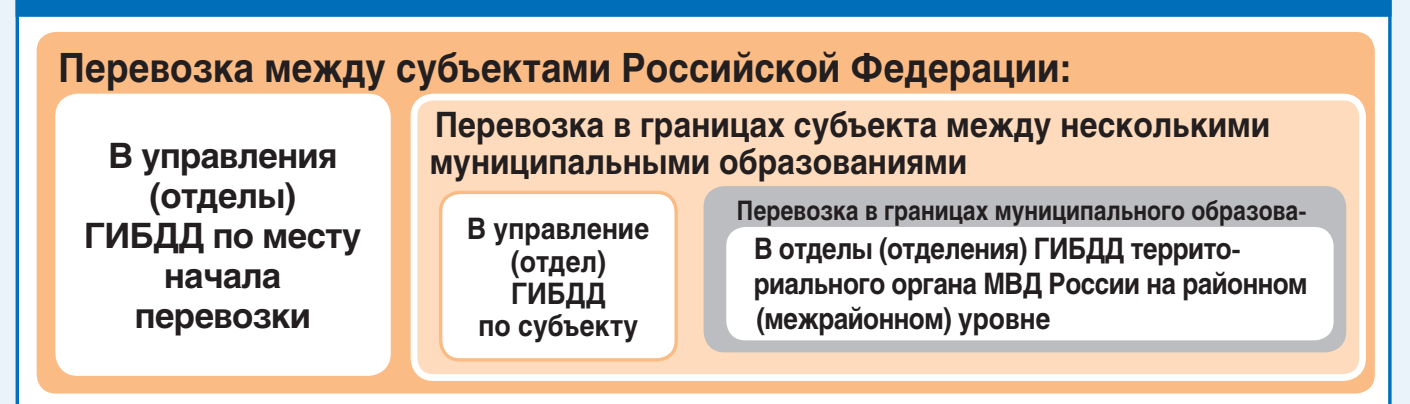 Перевозка между субъектами Российской Федерации:
В управления
(отделы)
ГИБДД по месту
начала
перевозки
Перевозка в границах субъекта между несколькими
муниципальными образованиями
В управление
(отдел)
ГИБДД
по субъекту
Перевозка в границах муниципального образова-
В отделы (отделения) ГИБДД террито-
риального органа МВД России на районном
(межрайонном) уровне